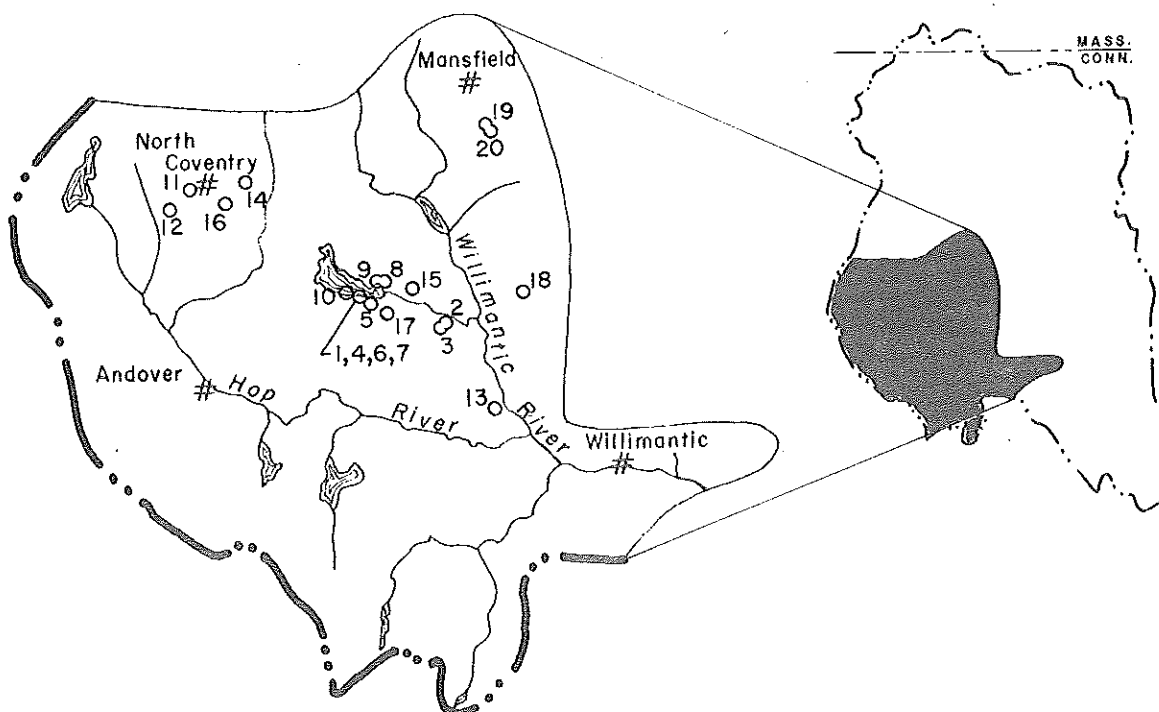 MASS.
CONN.
Mansfield
#
19
20
North
Coventry
#
11
14
12
16
Willimantic
River
9
8
15
18
10
5
17
2
3
1,4,6,7
Andover
#
Hop
River
13
Willimantic
#